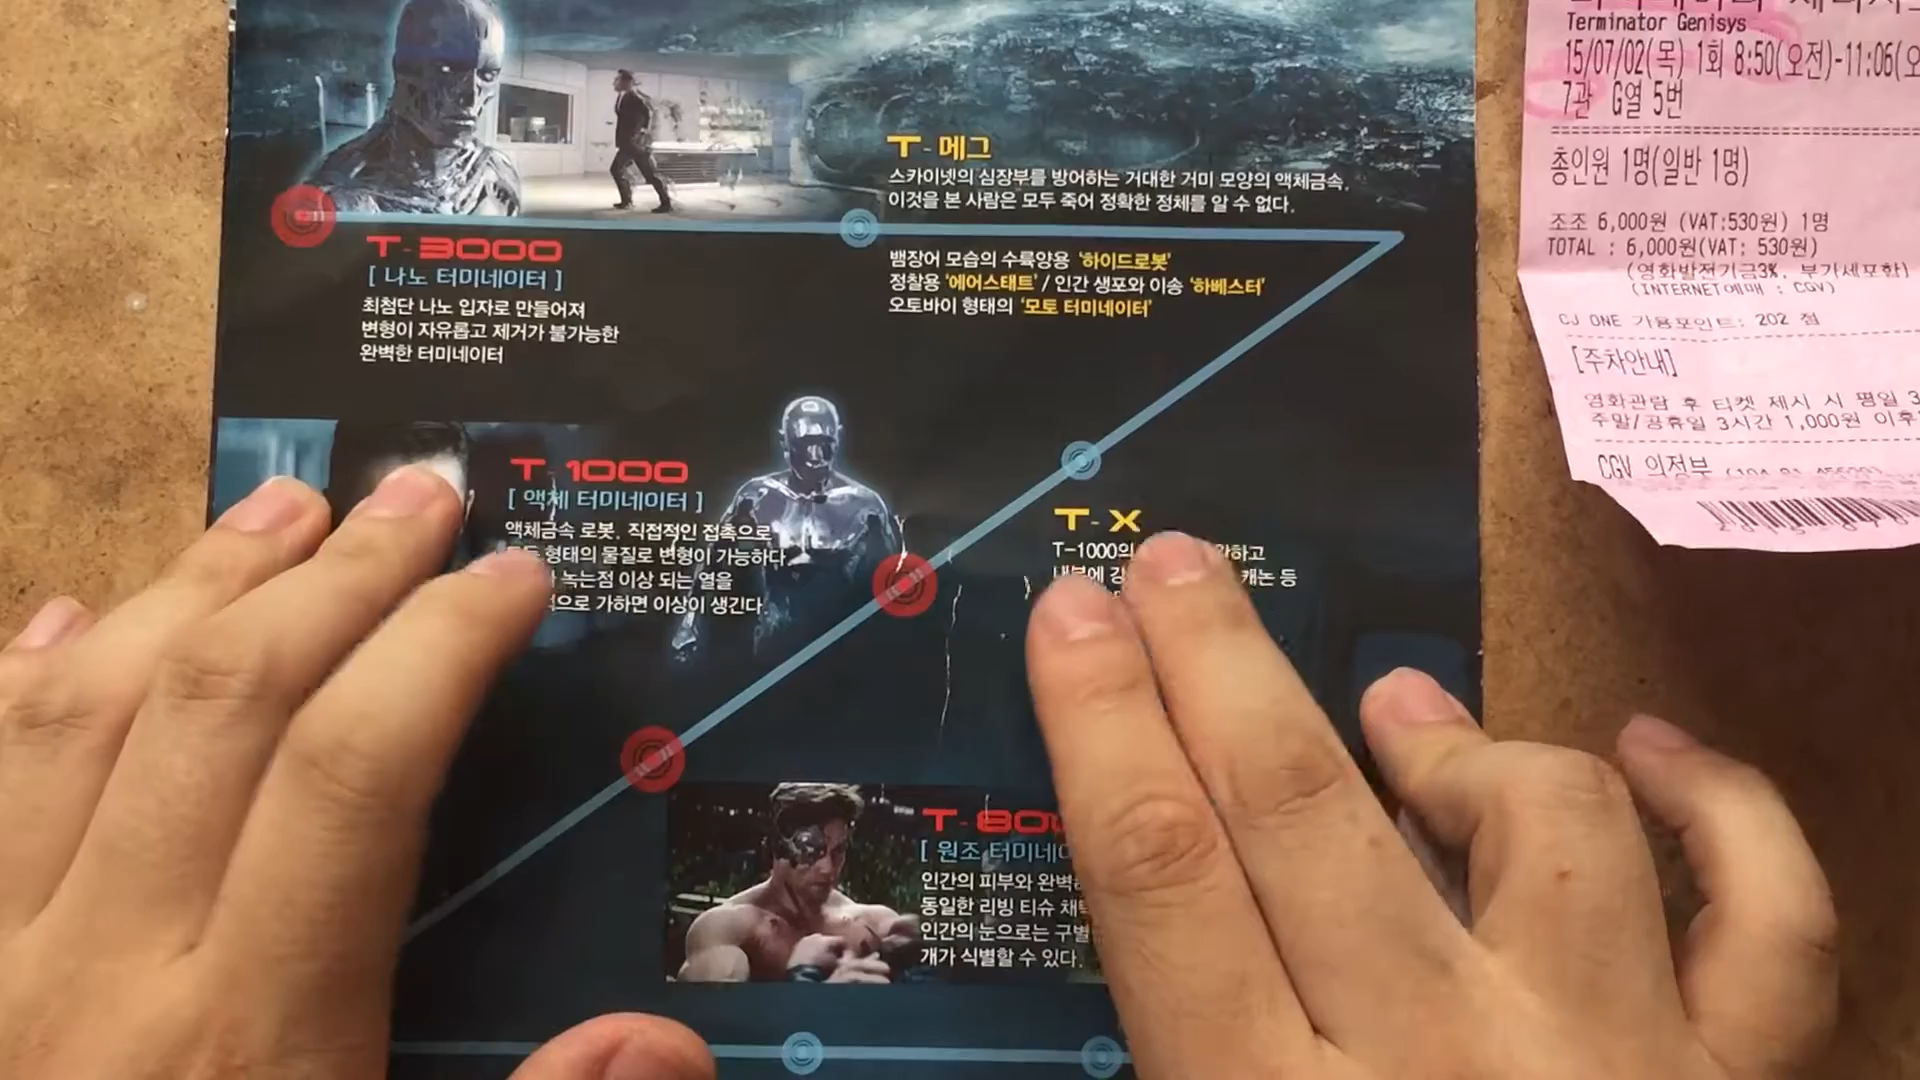 T-메그
스카이넷의 심장부를 방어하는 거대한 거미 모양의 액체금속,
이것을 본 사람은 모두 죽어 정확한 정체를 알 수 없다.
뱀장어 모습의 수륙양용 '하이드로봇'
정찰용 '에어스태트' / 인간 생포와 이송 '하베스터'
오토바이 형태의 '모토 터미네이터'
T-3000
[ 나노 터미네이터 ]
최첨단 나노 입자로 만들어져
변형이 자유롭고 제거가 불가능한
완벽한 터미네이터
T-1000
[ 액체 터미네이터 ]
액체금속 로봇. 직접적인 접촉으로
형태의 물질로 변형이 가능하다.
녹는점 이상 되는 열을
가하면 이상이 생긴다.
T-X
T-1000의
내부에 캐논 등
[ 원조
인간의 피부와
동일한 리빙 티슈
인간의 눈으로는
개가 식별할 수 있다.
Terminator Genisys
15/07/02(목) 1회 8:50(오전)-11:06
7관 G열 5번
총인원 1명(일반 1명)
조조 6,000원 (VAT:530원) 1명
TOTAL : 6,000원(VAT: 530원)
(영화발전기금3%, 부가세포함)
(INTERNET예매 : CGV)
CJ ONE 가용포인트: 202 점
[주차안내]
영화관람 후 티켓 제시 시 평일
주말/공휴일 3시간 1,000원 이후
CGV 의정부